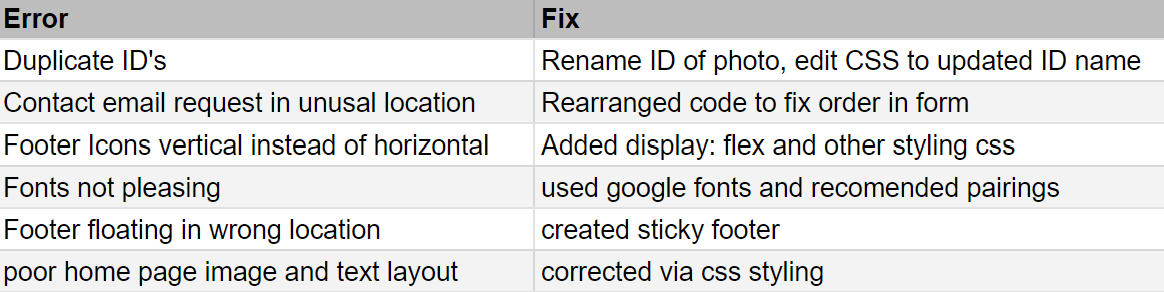 Error Fix
Duplicate ID's Rename ID of photo, edit CSS to updated ID name
Contact email request in unusal location Rearranged code to fix order in form
Footer Icons vertical instead of horizontal Added display: flex and other styling css
Fonts not pleasing used google fonts and recomended pairings
Footer floating in wrong location created sticky footer
poor home page image and text layout corrected via css styling